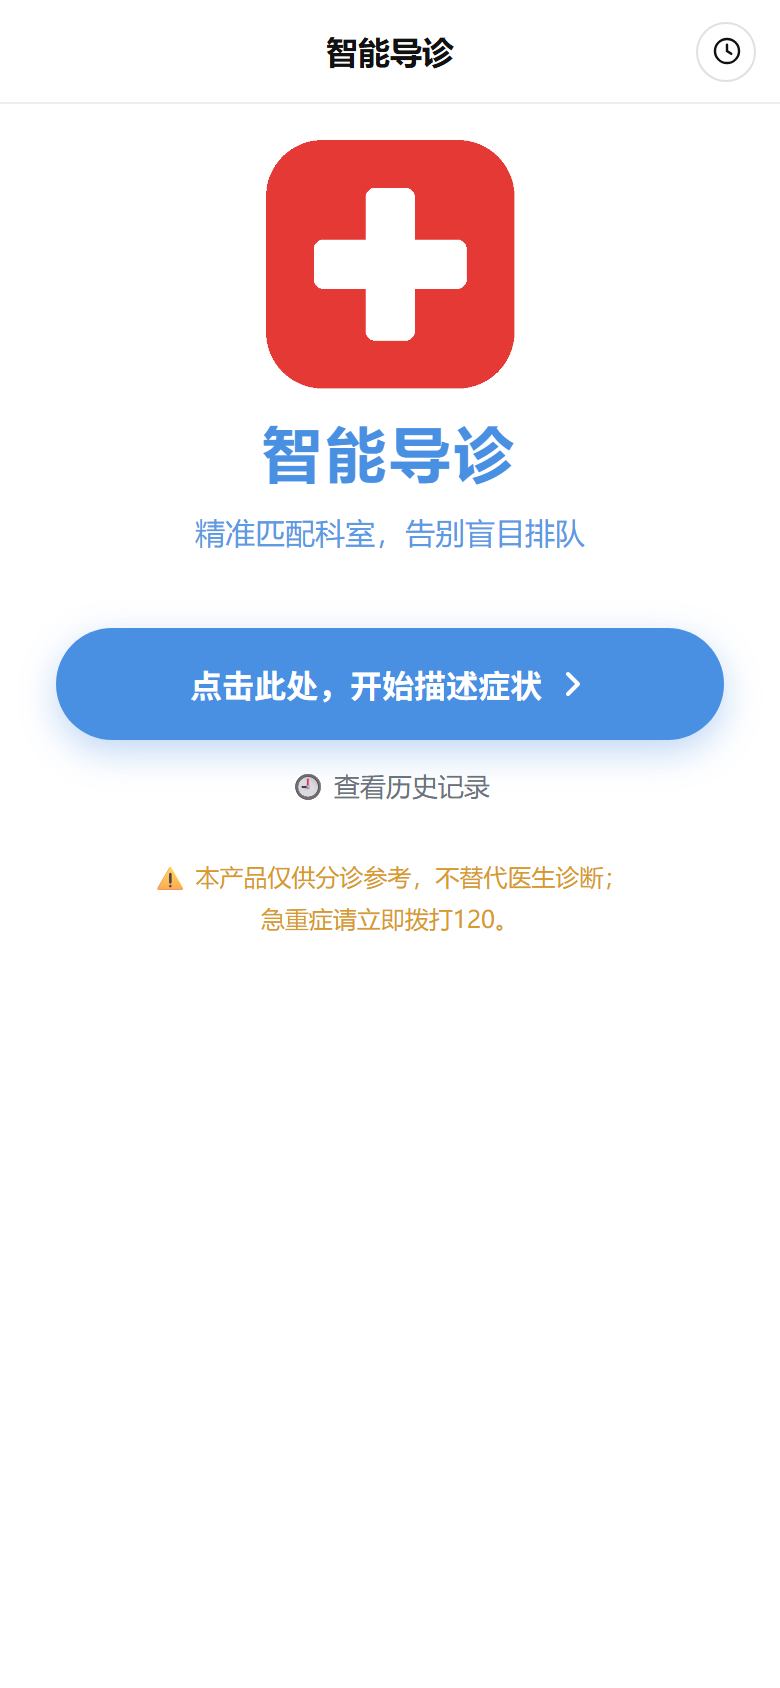 智能导诊
智能导诊
精准匹配科室，告别盲目排队
点击此处，开始描述症状
查看历史记录
本产品仅供分诊参考，不替代医生诊断；
急重症请立即拨打120。